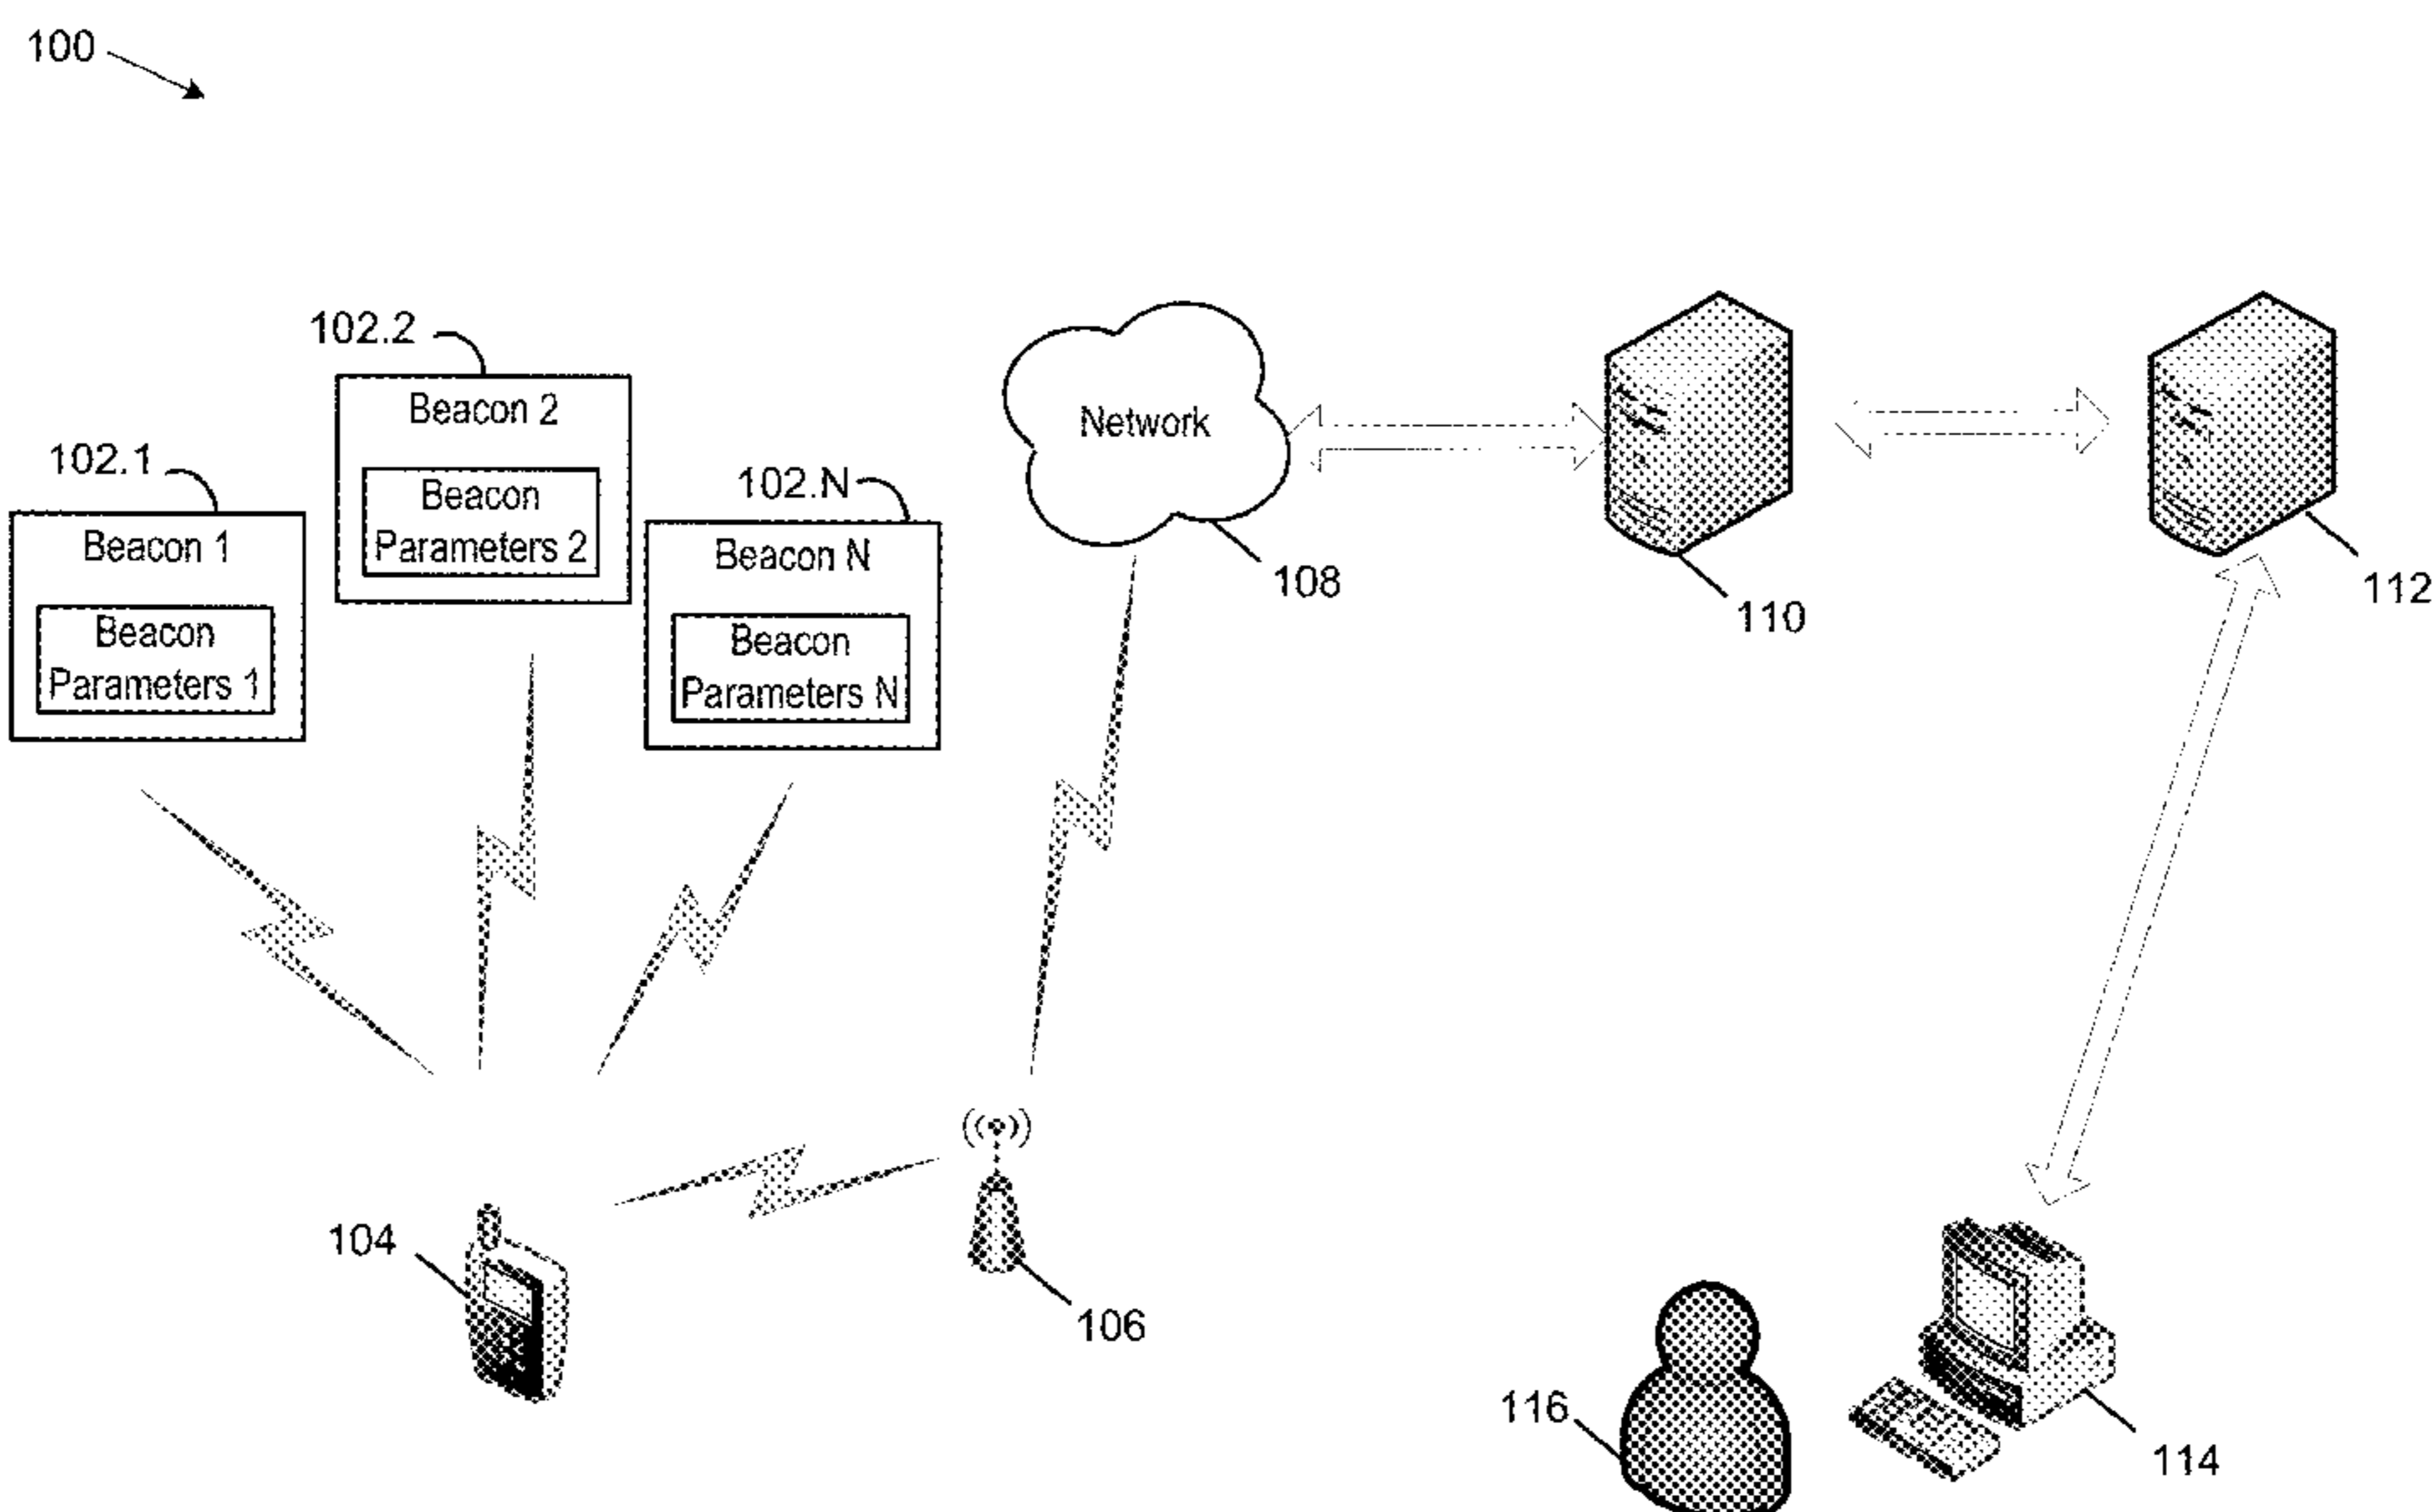 100
102.2
Beacon 2
Beacon
Parameters 2
102.1
Beacon 1
Beacon
Parameters 1
102.N
Beacon N
Beacon
Parameters N
Network
108
110
112
104
106
116
114